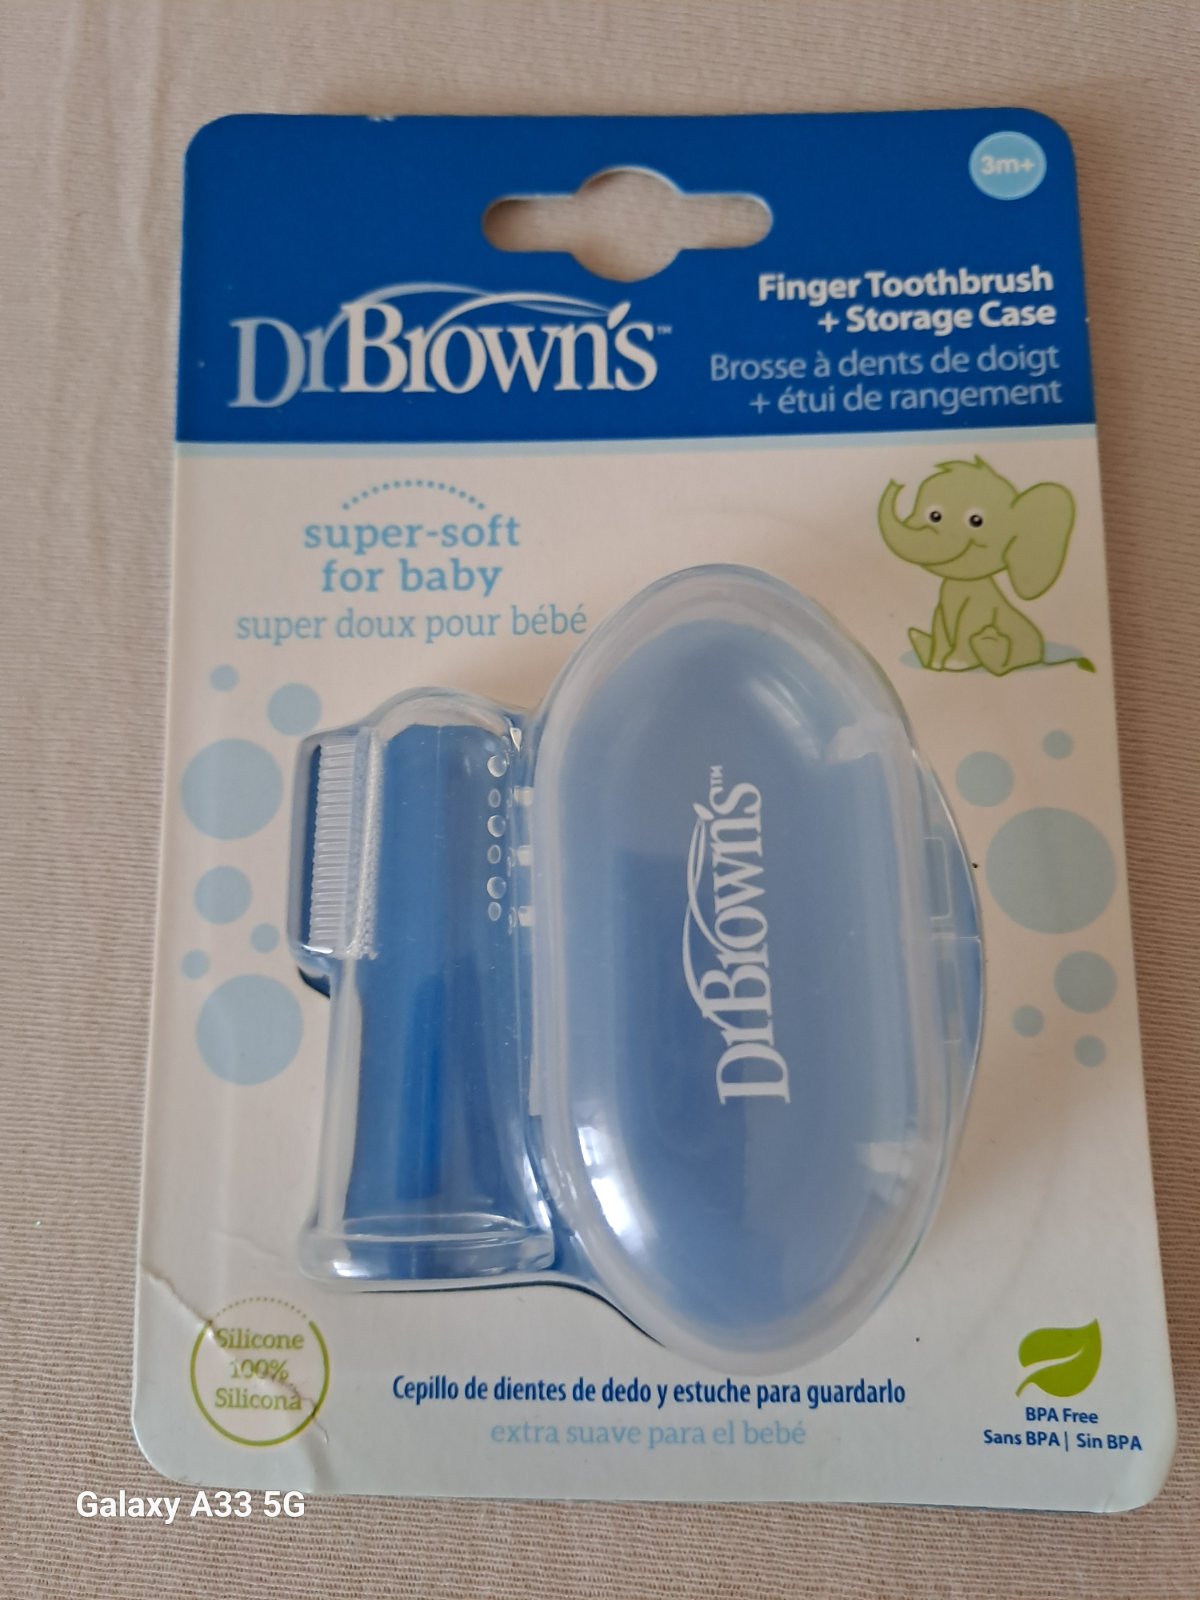 3m+
Finger Toothbrush
+ Storage Case
Brosse à dents de doigt
+ étui de rangement
Dr Brown's™
super-soft
for baby
super doux pour bébé
Dr Brown's™
Silicone
100%
Silicona
Cepillo de dientes de dedo y estuche para guardarlo
extra suave para el bebé
BPA Free
Sans BPA | Sin BPA
Galaxy A33 5G